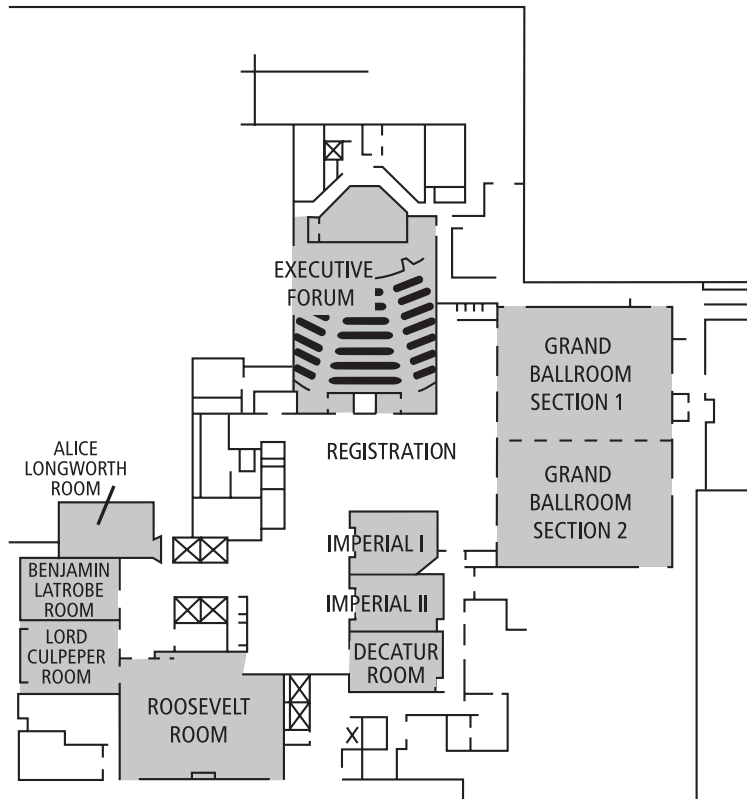 EXECUTIVE
FORUM
GRAND
BALLROOM
SECTION 1
REGISTRATION
ALICE
LONGWORTH
ROOM
GRAND
BALLROOM
SECTION 2
IMPERIAL I
BENJAMIN
LATROBE
ROOM
IMPERIAL II
LORD
CULPEPER
ROOM
DECATUR
ROOM
ROOSEVELT
ROOM